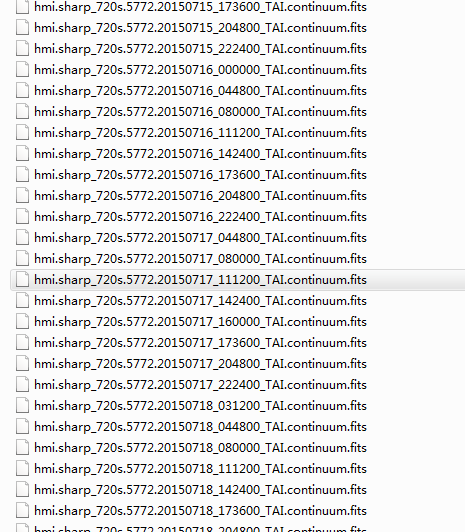 hmi.sharp_720s.5772.20150715_173600_TAI.continuum.fits
hmi.sharp_720s.5772.20150715_204800_TAI.continuum.fits
hmi.sharp_720s.5772.20150715_222400_TAI.continuum.fits
hmi.sharp_720s.5772.20150716_000000_TAI.continuum.fits
hmi.sharp_720s.5772.20150716_044800_TAI.continuum.fits
hmi.sharp_720s.5772.20150716_080000_TAI.continuum.fits
hmi.sharp_720s.5772.20150716_111200_TAI.continuum.fits
hmi.sharp_720s.5772.20150716_142400_TAI.continuum.fits
hmi.sharp_720s.5772.20150716_173600_TAI.continuum.fits
hmi.sharp_720s.5772.20150716_204800_TAI.continuum.fits
hmi.sharp_720s.5772.20150716_222400_TAI.continuum.fits
hmi.sharp_720s.5772.20150717_044800_TAI.continuum.fits
hmi.sharp_720s.5772.20150717_080000_TAI.continuum.fits
hmi.sharp_720s.5772.20150717_111200_TAI.continuum.fits
hmi.sharp_720s.5772.20150717_142400_TAI.continuum.fits
hmi.sharp_720s.5772.20150717_160000_TAI.continuum.fits
hmi.sharp_720s.5772.20150717_173600_TAI.continuum.fits
hmi.sharp_720s.5772.20150717_204800_TAI.continuum.fits
hmi.sharp_720s.5772.20150717_222400_TAI.continuum.fits
hmi.sharp_720s.5772.20150718_031200_TAI.continuum.fits
hmi.sharp_720s.5772.20150718_044800_TAI.continuum.fits
hmi.sharp_720s.5772.20150718_080000_TAI.continuum.fits
hmi.sharp_720s.5772.20150718_111200_TAI.continuum.fits
hmi.sharp_720s.5772.20150718_142400_TAI.continuum.fits
hmi.sharp_720s.5772.20150718_173600_TAI.continuum.fits
hmi.sharp_720s.5772.20150718_204800_TAI.continuum.fits